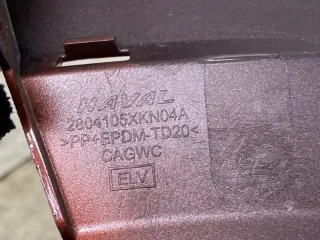 HAVAL
2804105XKN04A
>PP+EPDM-TD20<
CAGWC
ELV